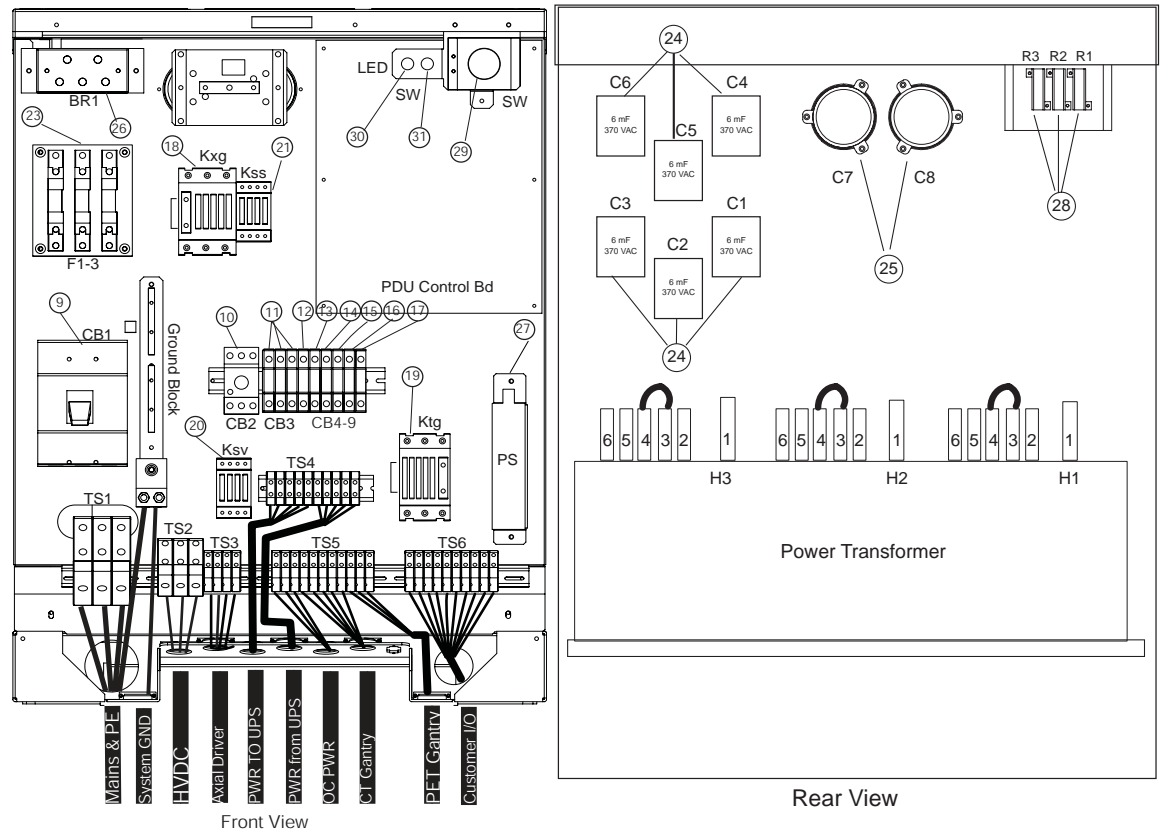 LED
SW
SW
BR1
30
31
29
23
26
18
Kxg
21
Kss
F1-3
PDU Control Bd
9
CB1
Ground Block
10
11
12
13
14
15
16
17
27
CB2
CB3
CB4-9
19
20
Ksv
Ktg
TS4
PS
TS1
TS2
TS3
TS5
TS6
Mains & PE
System GND
HVDC
Axial Driver
PWR TO UPS
PWR from UPS
OC PWR
CT Gantry
PET Gantry
Customer I/O
Front View
24
R3
R2
R1
C6
C4
6 mF
370 VAC
6 mF
370 VAC
C5
6 mF
370 VAC
C7
C8
28
C3
C1
6 mF
370 VAC
6 mF
370 VAC
C2
6 mF
370 VAC
25
24
6
5
4
3
2
1
6
5
4
3
2
1
6
5
4
3
2
1
H3
H2
H1
Power Transformer
Rear View